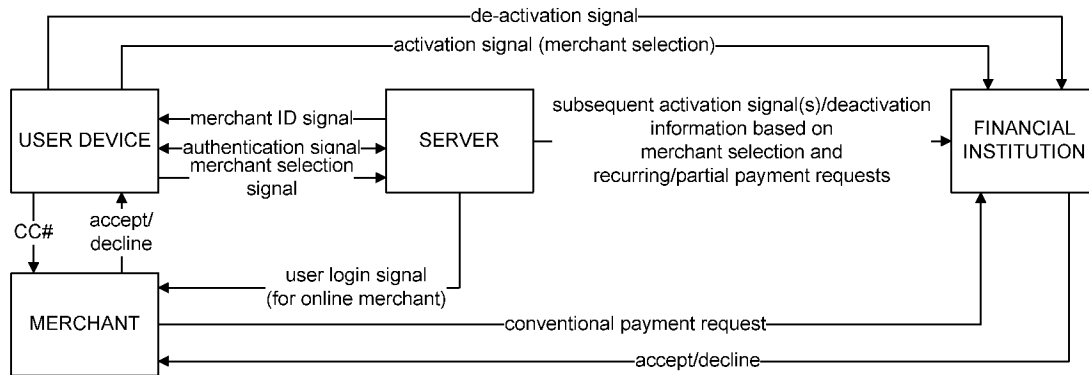 de-activation signal
activation signal (merchant selection)
USER DEVICE
merchant ID signal
authentication signal
merchant selection
signal
SERVER
subsequent activation signal(s)/deactivation
information based on
merchant selection and
recurring/partial payment requests
FINANCIAL
INSTITUTION
CC#
accept/
decline
user login signal
(for online merchant)
MERCHANT
conventional payment request
accept/decline